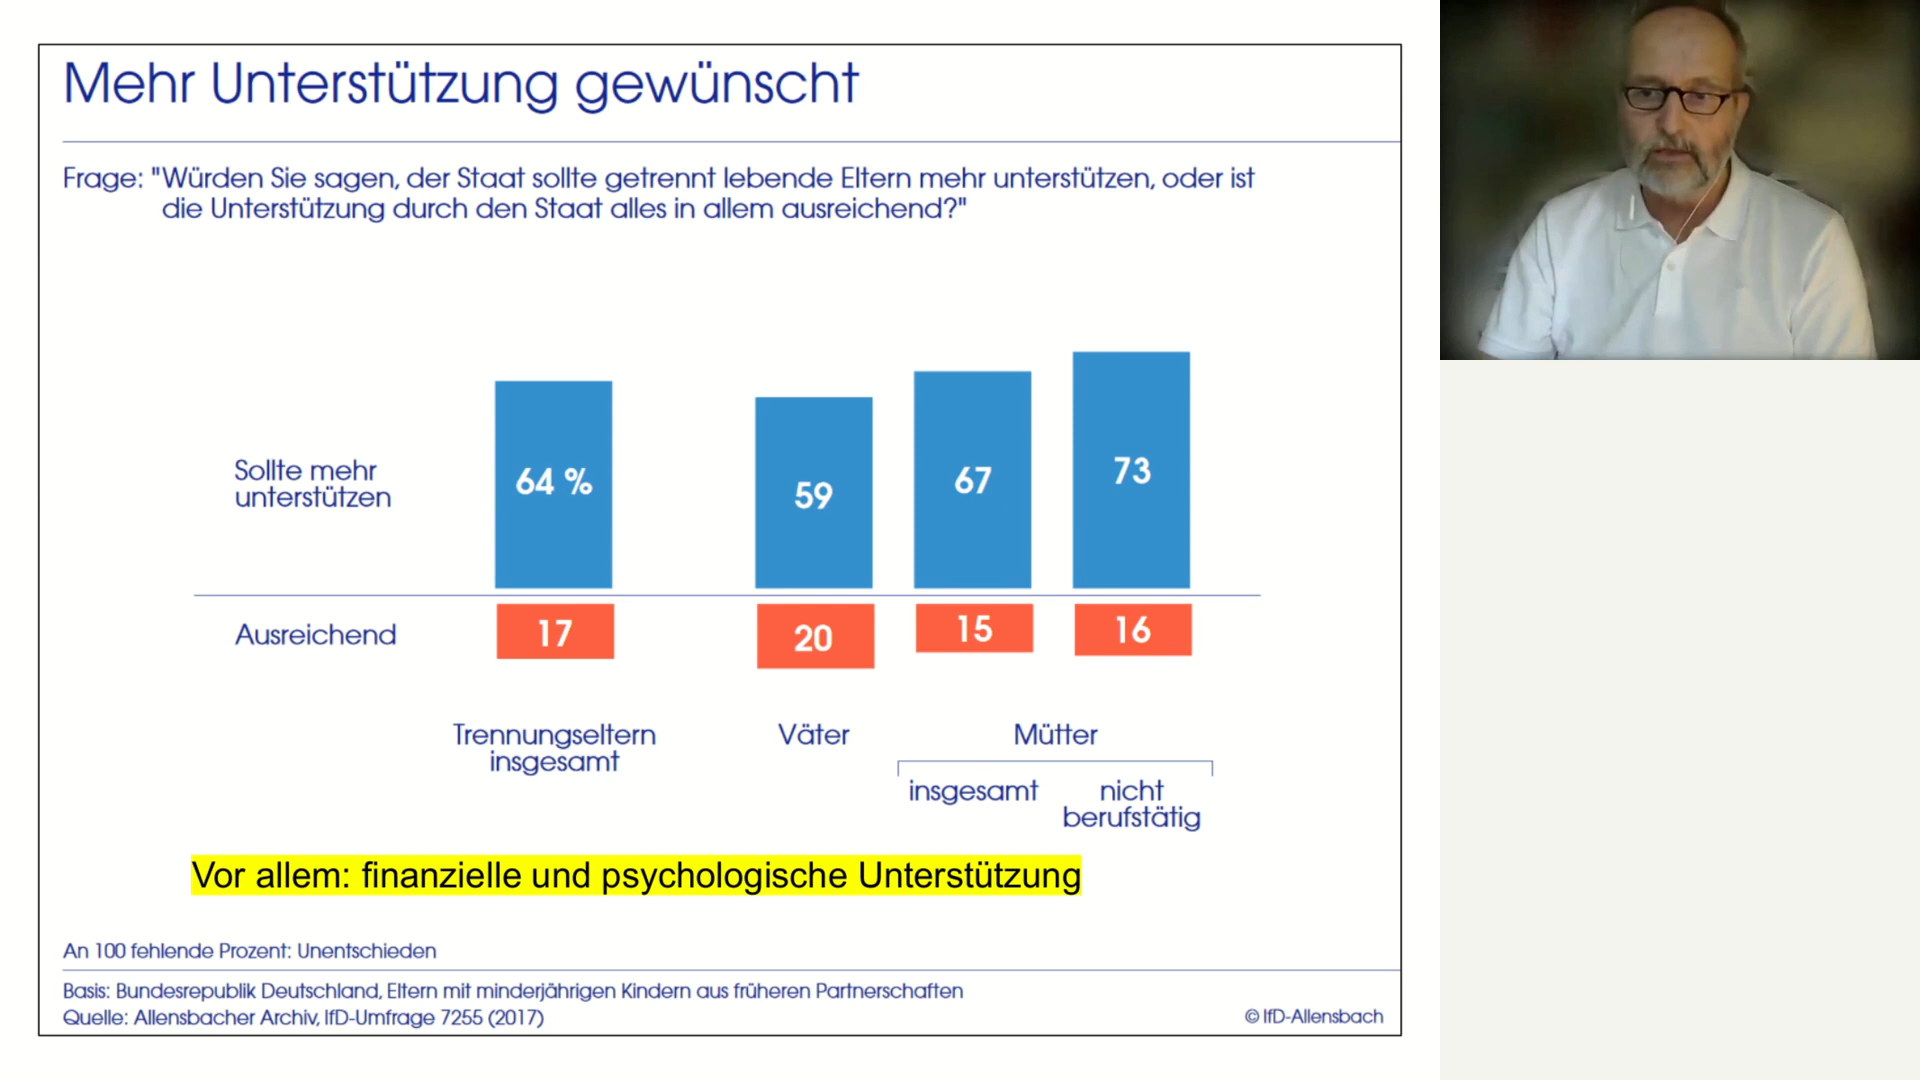 Mehr Unterstützung gewünscht
Frage: "Würden Sie sagen, der Staat sollte getrennt lebende Eltern mehr unterstützen, oder ist
die Unterstützung durch den Staat alles in allem ausreichend?"
Sollte mehr
unterstützen
64 %
59
67
73
Ausreichend
17
20
15
16
Trennungseltern
insgesamt
Väter
Mütter
insgesamt
nicht
berufstätig
Vor allem: finanzielle und psychologische Unterstützung
An 100 fehlende Prozent: Unentschieden
Basis: Bundesrepublik Deutschland, Eltern mit minderjährigen Kindern aus früheren Partnerschaften
Quelle: Allensbacher Archiv, IfD-Umfrage 7255 (2017)
© IfD-Allensbach